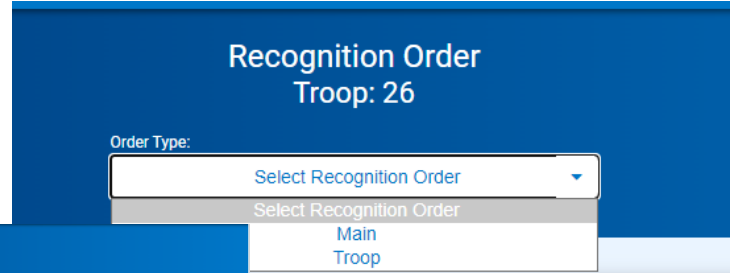 Recognition Order
Troop: 26
Order Type:
Select Recognition Order
Select Recognition Order
Main
Troop